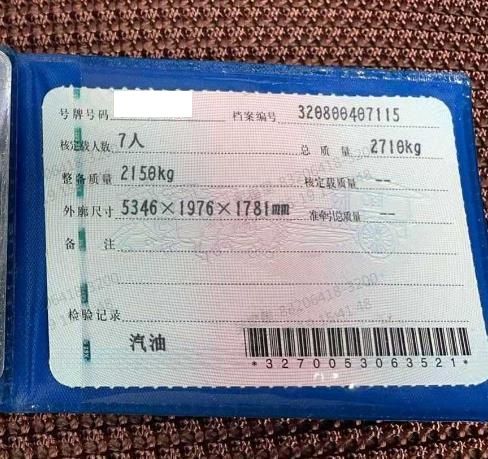 号牌号码 档案编号 320800407115
核定载人数 7人 总质量 2710kg
整备质量 2150kg 核定载质量 --
外廓尺寸 5346×1976×1781mm 准牵引总质量 --
备注
检验记录
汽油
*3270053063521*